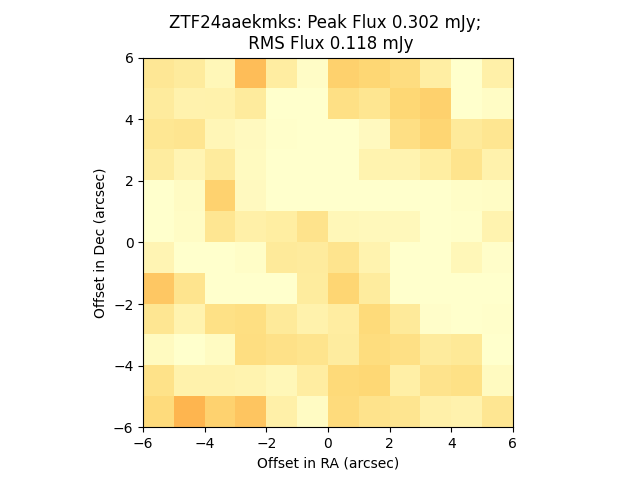 ZTF24aaekmks: Peak Flux 0.302 mJy;
RMS Flux 0.118 mJy
6
4
2
0
−2
−4
−6
Offset in Dec (arcsec)
−6 −4 −2 0 2 4 6
Offset in RA (arcsec)